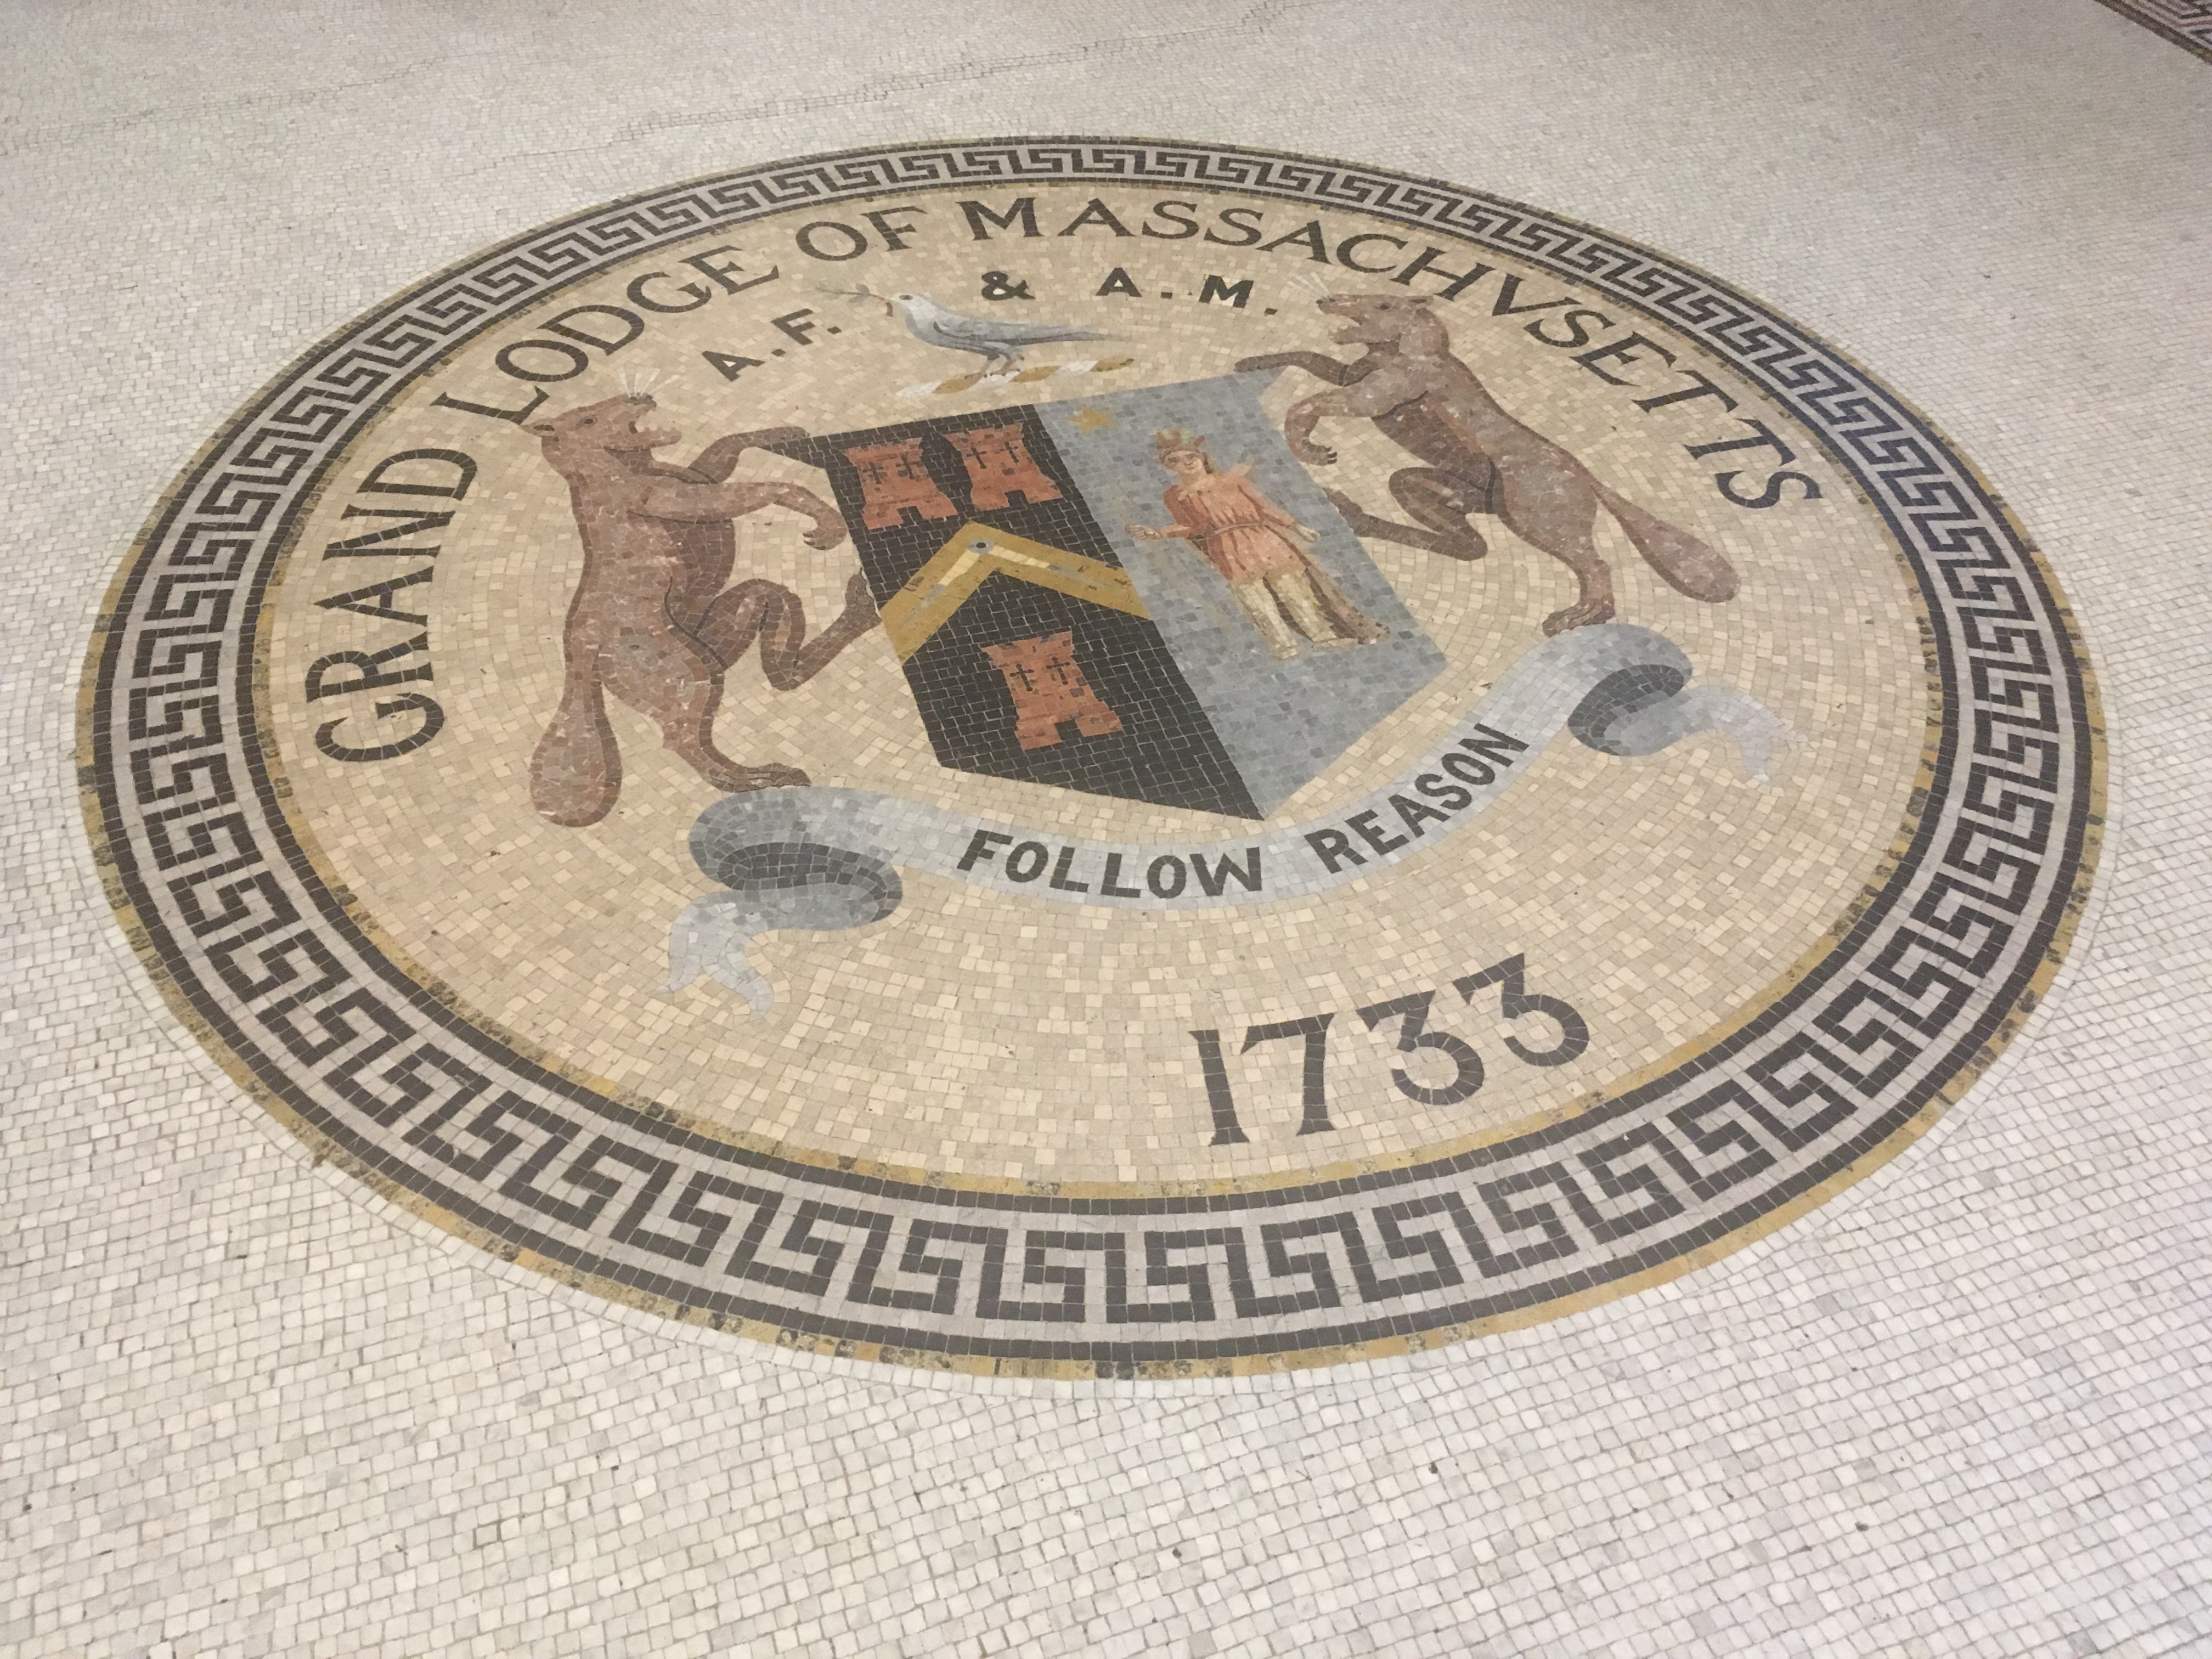 GRAND LODGE OF MASSACHVSETTS
A.F. & A.M.
FOLLOW REASON
1733